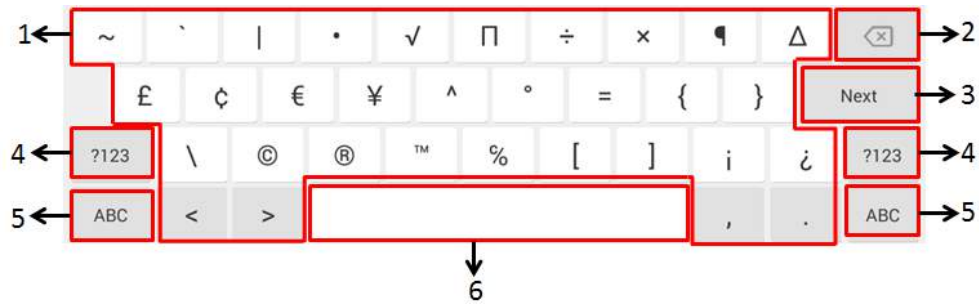 1 ~ ` | • √ Π ÷ × ¶ Δ 2
£ ¢ € ¥ ^ ° = { } Next 3
4 ?123 \ © ® ™ ℅ [ ] ¡ ¿ ?123 4
5 ABC < > , . ABC 5
6